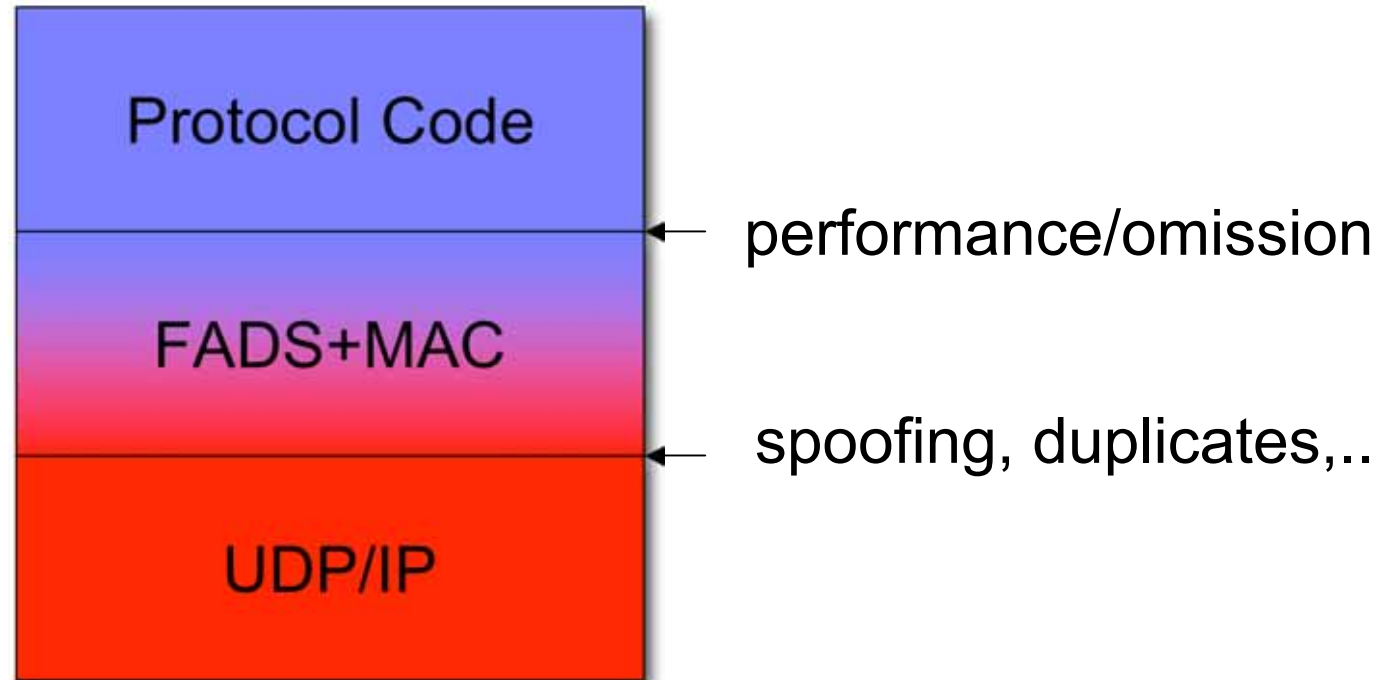 Protocol Code
performance/omission
FADS+MAC
spoofing, duplicates,..
UDP/IP